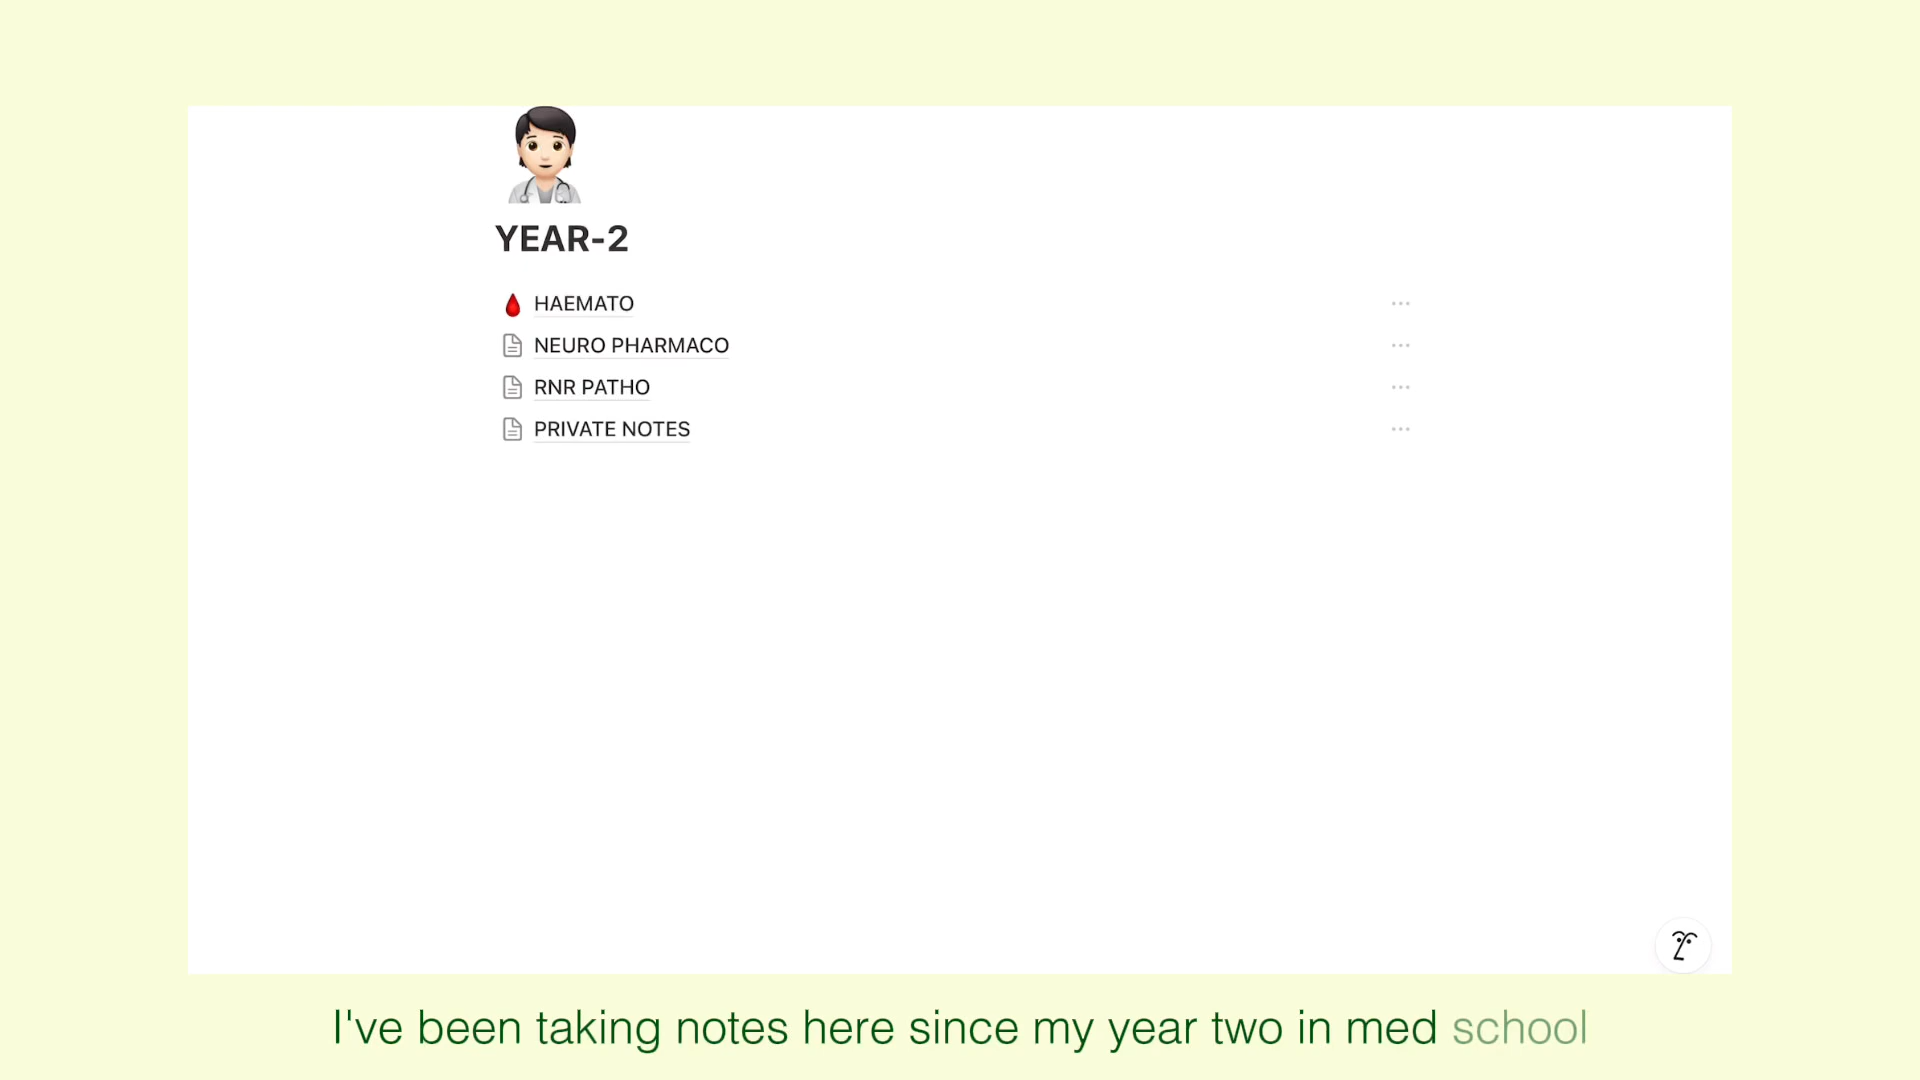 YEAR-2
HAEMATO
NEURO PHARMACO
RNR PATHO
PRIVATE NOTES
I've been taking notes here since my year two in med school